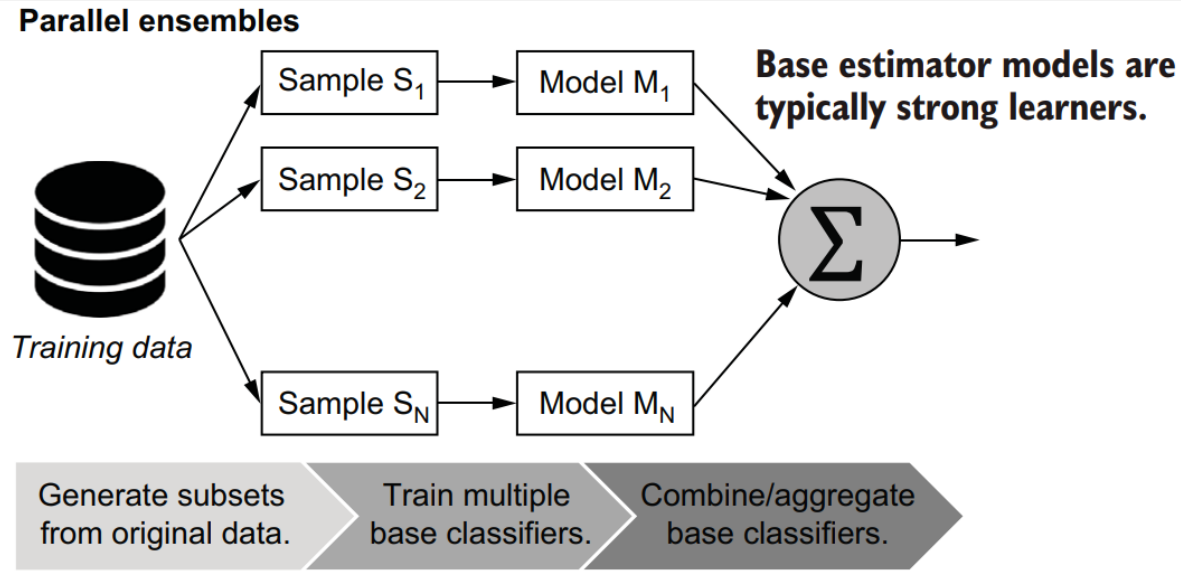 Parallel ensembles
Sample S₁
Model M₁
Base estimator models are
typically strong learners.
Sample S₂
Model M₂
Σ
Training data
Sample Sₙ
Model Mₙ
Generate subsets
from original data.
Train multiple
base classifiers.
Combine/aggregate
base classifiers.